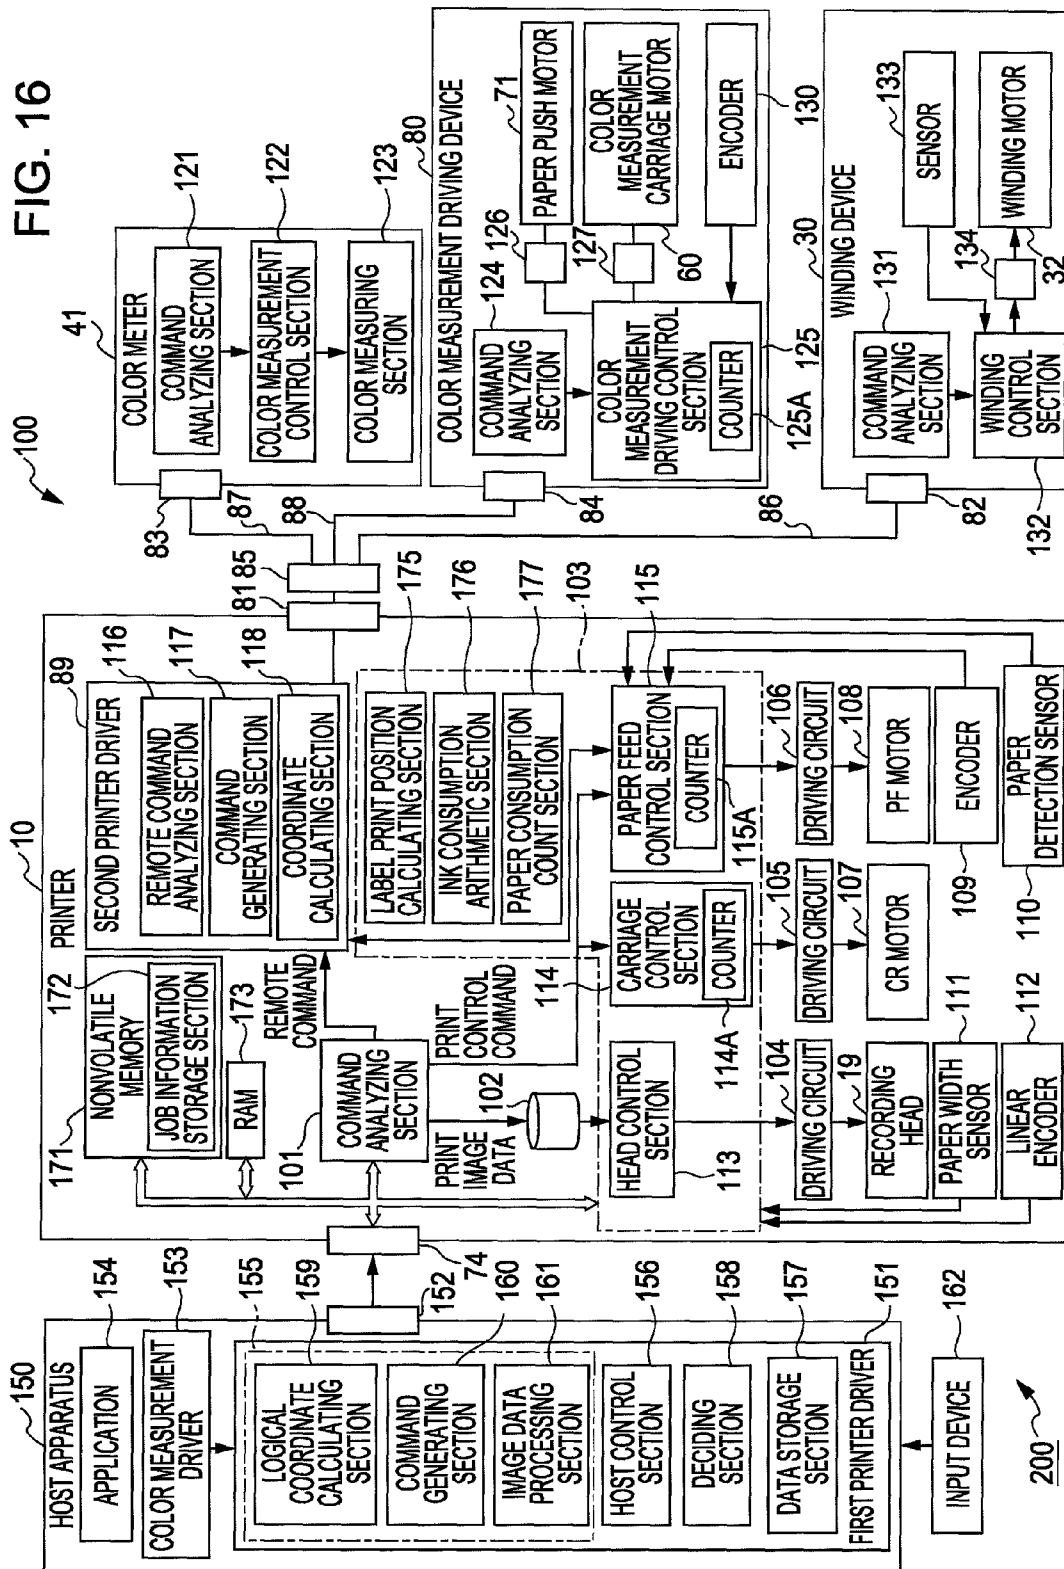 FIG. 16
100
200
150
HOST APPARATUS
APPLICATION
154
COLOR MEASUREMENT
DRIVER
153
155
LOGICAL
COORDINATE
CALCULATING
SECTION
159
COMMAND
GENERATING
SECTION
160
IMAGE DATA
PROCESSING
SECTION
161
152
HOST CONTROL
SECTION
156
DECIDING
SECTION
158
DATA STORAGE
SECTION
157
FIRST PRINTER DRIVER
151
INPUT DEVICE
162
74
10
PRINTER
171
NONVOLATILE
MEMORY
172
JOB INFORMATION
STORAGE SECTION
RAM
173
SECOND PRINTER DRIVER
89
REMOTE COMMAND
ANALYZING SECTION
116
COMMAND
GENERATING SECTION
117
COORDINATE
CALCULATING SECTION
118
REMOTE
COMMAND
101
COMMAND
ANALYZING
SECTION
PRINT
IMAGE
DATA
102
PRINT CONTROL
COMMAND
LABEL PRINT POSITION
CALCULATING SECTION
175
INK CONSUMPTION
ARITHMETIC SECTION
176
PAPER CONSUMPTION
COUNT SECTION
177
103
HEAD CONTROL
SECTION
113
114
CARRIAGE
CONTROL
SECTION
COUNTER
114A
PAPER FEED
CONTROL SECTION
115
COUNTER
115A
104
DRIVING CIRCUIT
19
RECORDING
HEAD
111
PAPER WIDTH
SENSOR
112
LINEAR
ENCODER
105
DRIVING CIRCUIT
107
CR MOTOR
106
DRIVING CIRCUIT
108
PF MOTOR
ENCODER
109
PAPER
DETECTION SENSOR
110
81
85
87
88
86
83
84
82
41
COLOR METER
COMMAND
ANALYZING SECTION
121
COLOR MEASUREMENT
CONTROL SECTION
122
COLOR MEASURING
SECTION
123
COLOR MEASUREMENT DRIVING DEVICE
80
COMMAND
ANALYZING
SECTION
124
126
PAPER PUSH MOTOR
71
127
COLOR
MEASUREMENT
CARRIAGE MOTOR
60
ENCODER
130
COLOR
MEASUREMENT
DRIVING CONTROL
SECTION
125
COUNTER
125A
30
WINDING DEVICE
COMMAND
ANALYZING
SECTION
131
SENSOR
133
WINDING
CONTROL
SECTION
132
134
WINDING MOTOR
32